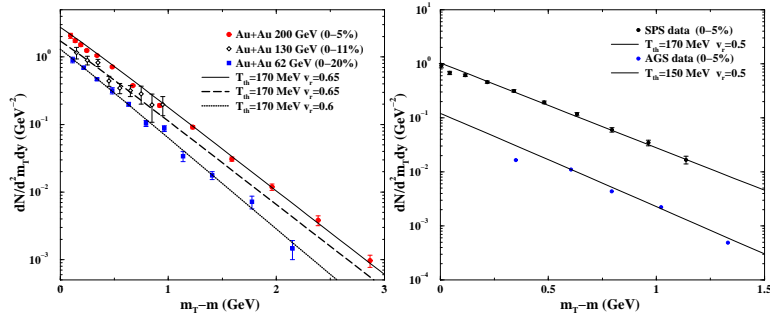 Au+Au 200 GeV (0−5%)
Au+Au 130 GeV (0−11%)
Au+Au 62 GeV (0−20%)
T_th=170 MeV v_r=0.65
T_th=170 MeV v_r=0.65
T_th=170 MeV v_r=0.6
dN/d²m_T dy (GeV⁻²)
10⁰
10⁻¹
10⁻²
10⁻³
0 1 2 3
m_T−m (GeV)
SPS data (0−5%)
T_th=170 MeV v_r=0.5
AGS data (0−5%)
T_th=150 MeV v_r=0.5
dN/d²m_T dy (GeV⁻²)
10²
10¹
10⁰
10⁻¹
10⁻²
10⁻³
10⁻⁴
0 0.5 1 1.5
m_T−m (GeV)